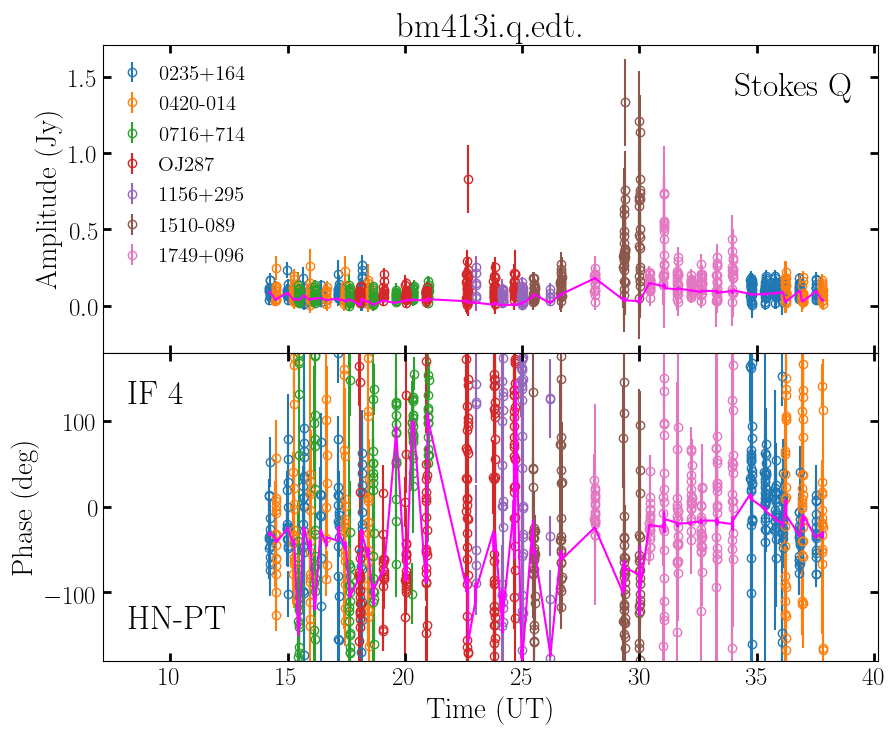 bm413i.q.edt.
Stokes Q
0235+164
0420-014
0716+714
OJ287
1156+295
1510-089
1749+096
Amplitude (Jy)
1.5
1.0
0.5
0.0
IF 4
HN-PT
Phase (deg)
100
0
−100
10
15
20
25
30
35
40
Time (UT)